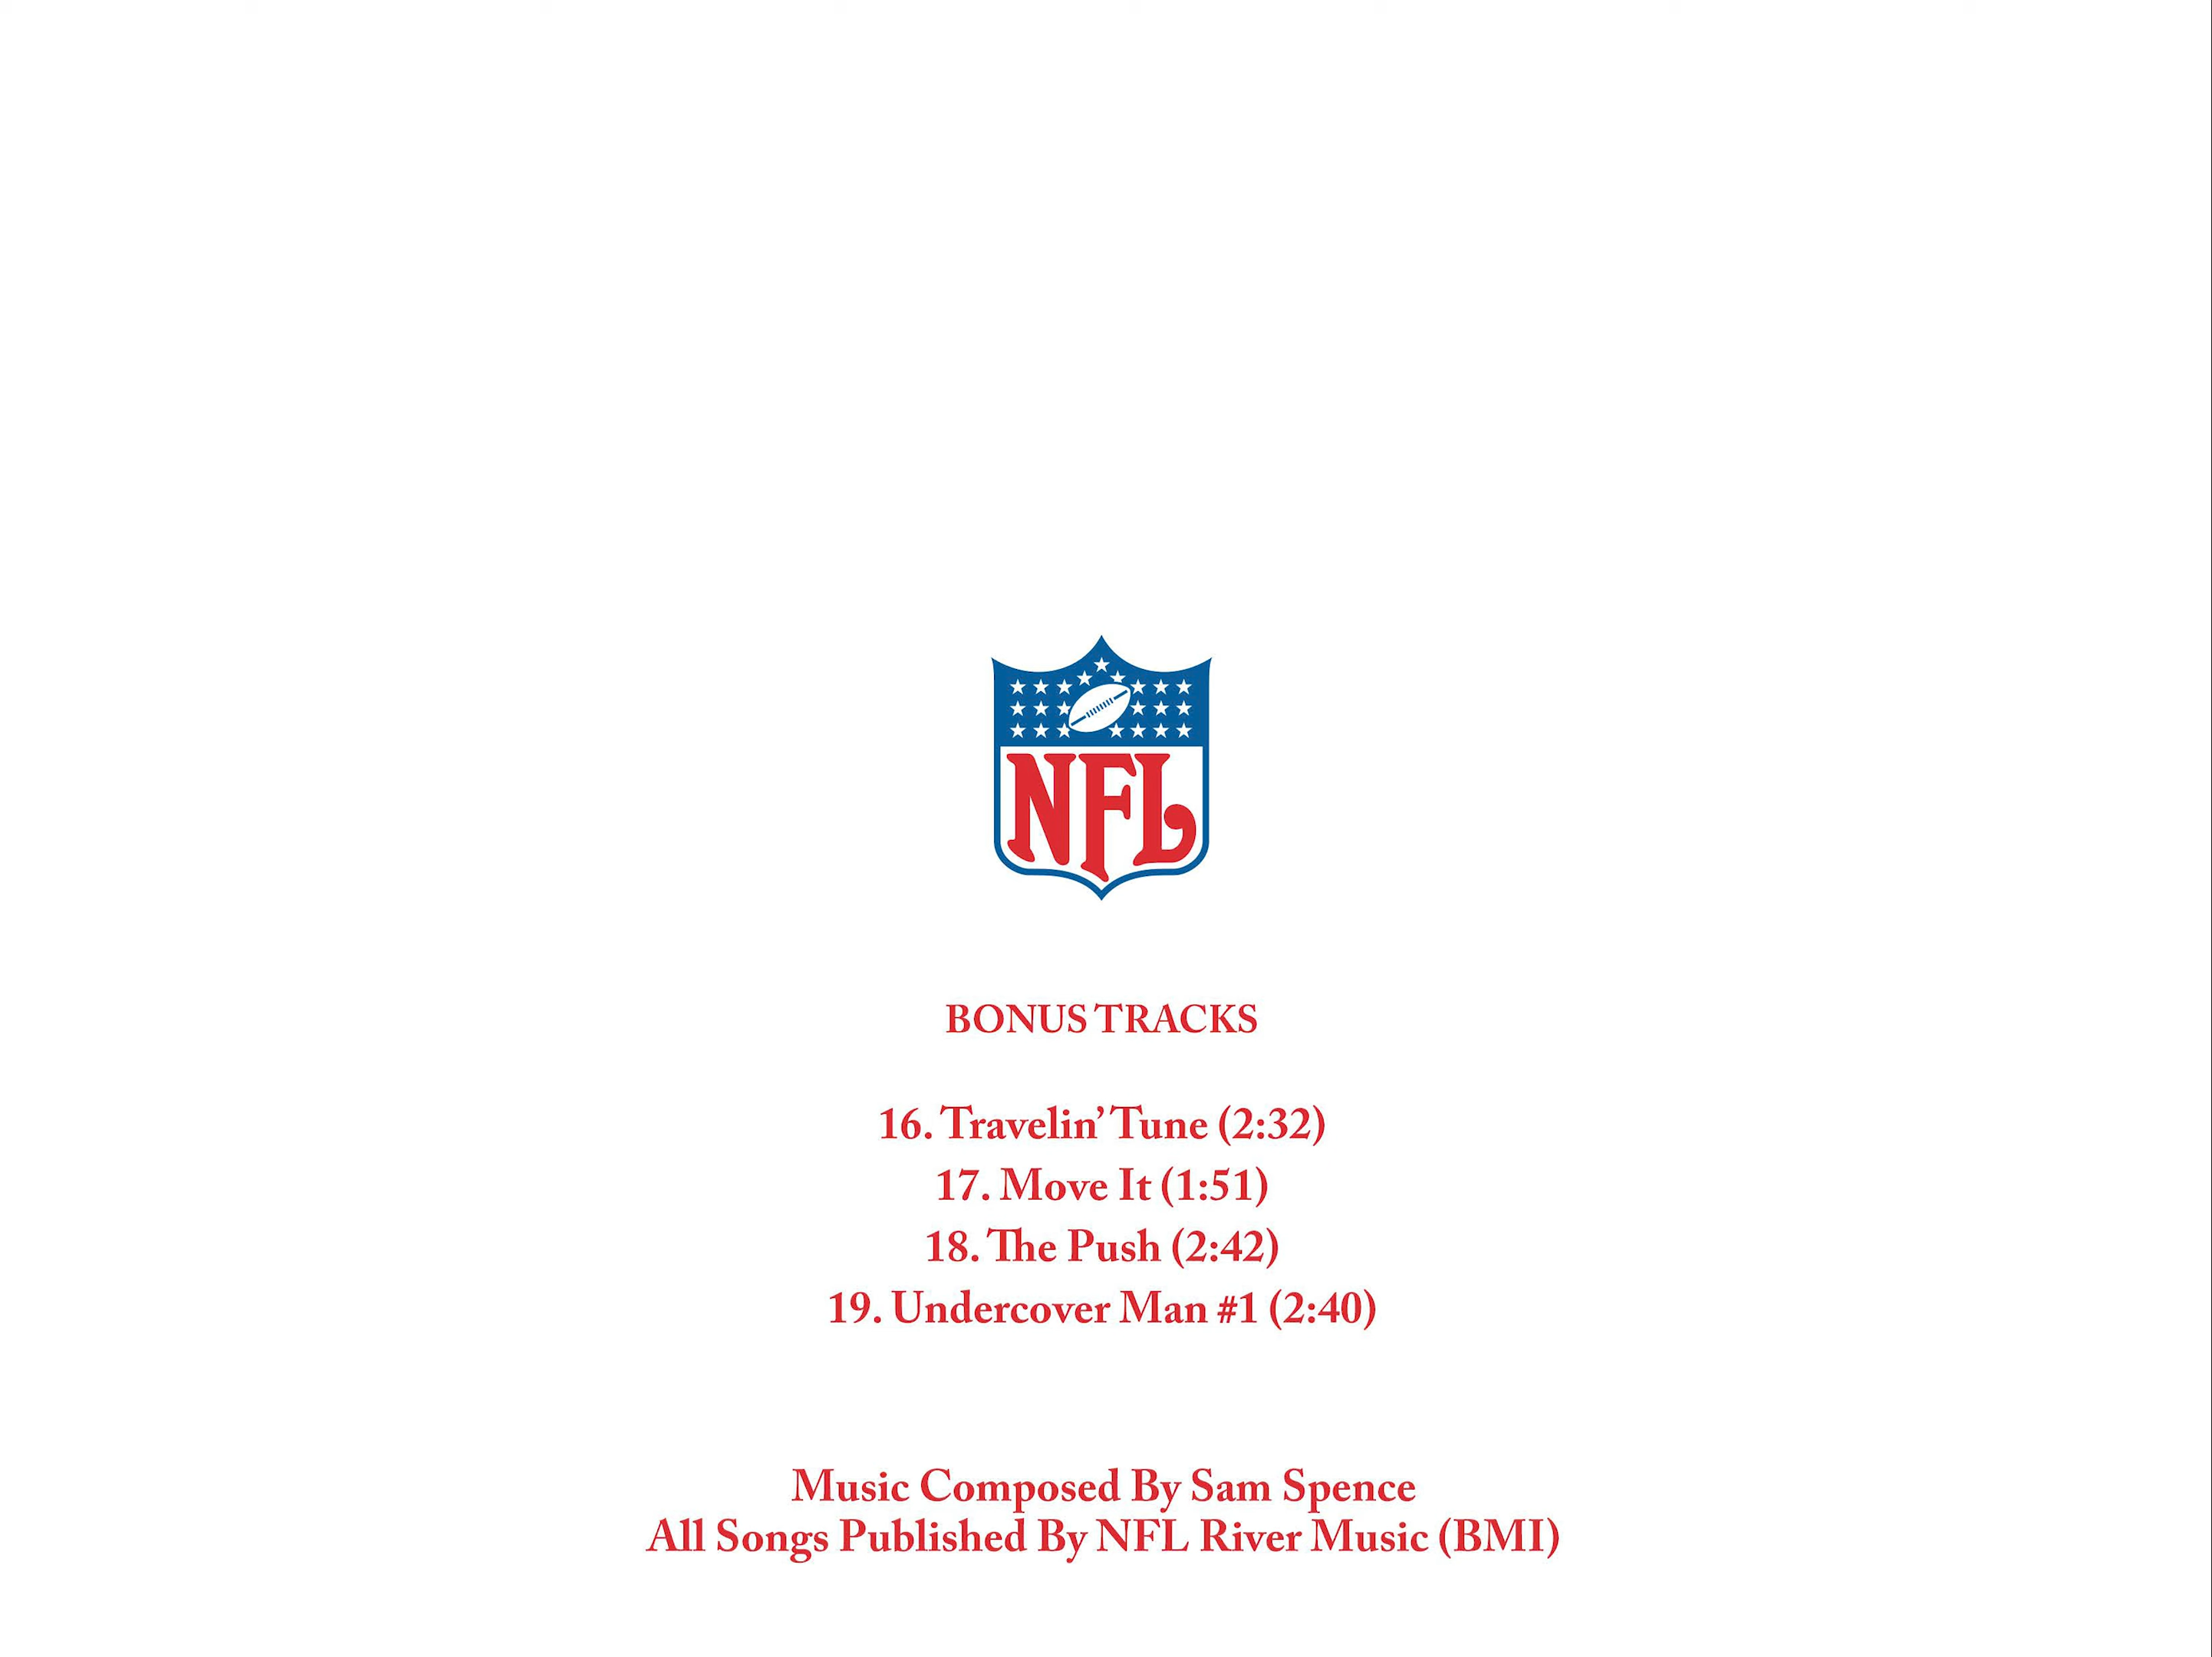 NFL
BONUS TRACKS
16. Travelin’ Tune (2:32)
17. Move It (1:51)
18. The Push (2:42)
19. Undercover Man #1 (2:40)
Music Composed By Sam Spence
All Songs Published By NFL River Music (BMI)